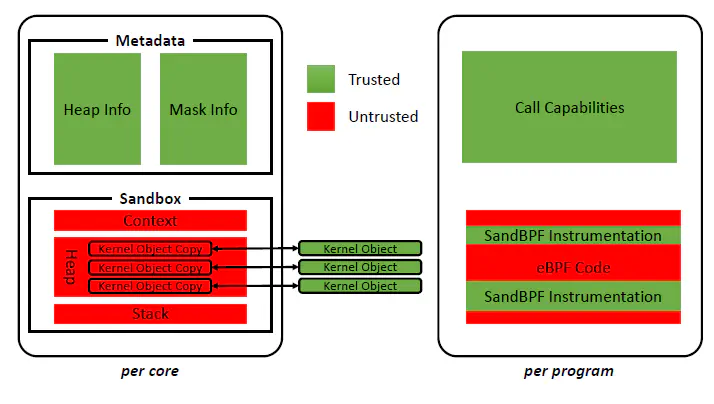 Metadata
Heap Info
Mask Info
Sandbox
Context
Heap
Kernel Object Copy
Kernel Object Copy
Kernel Object Copy
Stack
per core
Trusted
Untrusted
Kernel Object
Kernel Object
Kernel Object
Call Capabilities
SandBPF Instrumentation
eBPF Code
SandBPF Instrumentation
per program